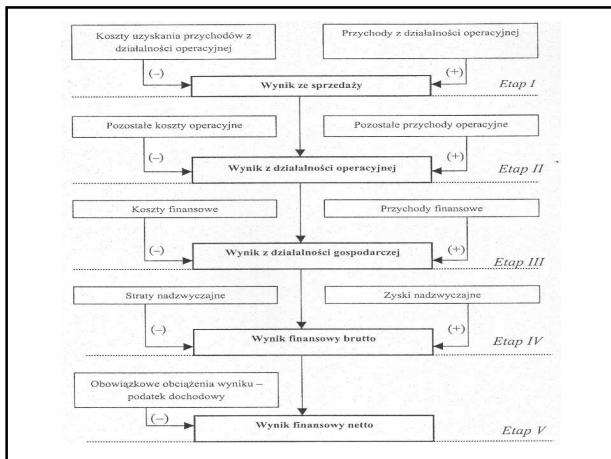 Koszty uzyskania przychodów z
działalności operacyjnej
Przychody z działalności operacyjnej
(–)
(+)
Wynik ze sprzedaży
Etap I
Pozostałe koszty operacyjne
Pozostałe przychody operacyjne
(–)
(+)
Wynik z działalności operacyjnej
Etap II
Koszty finansowe
Przychody finansowe
(–)
(+)
Wynik z działalności gospodarczej
Etap III
Straty nadzwyczajne
Zyski nadzwyczajne
(–)
(+)
Wynik finansowy brutto
Etap IV
Obowiązkowe obciążenia wyniku –
podatek dochodowy
(–)
Wynik finansowy netto
Etap V